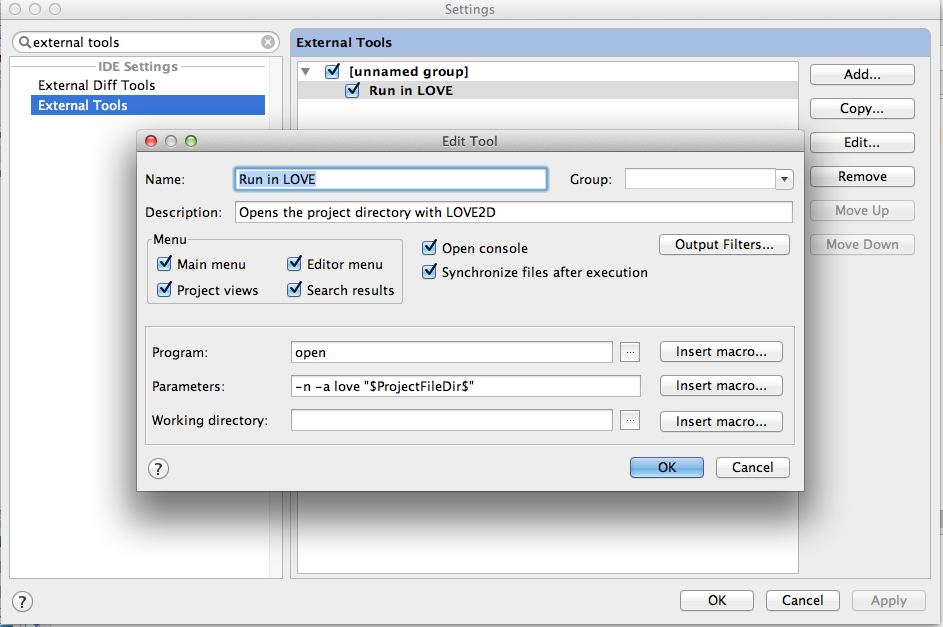 Settings
external tools
IDE Settings
External Diff Tools
External Tools
External Tools
[unnamed group]
Run in LOVE
Add...
Copy...
Edit...
Remove
Move Up
Move Down
Edit Tool
Name: Run in LOVE Group:
Description: Opens the project directory with LOVE2D
Menu
Main menu Editor menu
Project views Search results
Open console
Synchronize files after execution
Output Filters...
Program: open ... Insert macro...
Parameters: -n -a love "$ProjectFileDir$" Insert macro...
Working directory: ... Insert macro...
? OK Cancel
? OK Cancel Apply